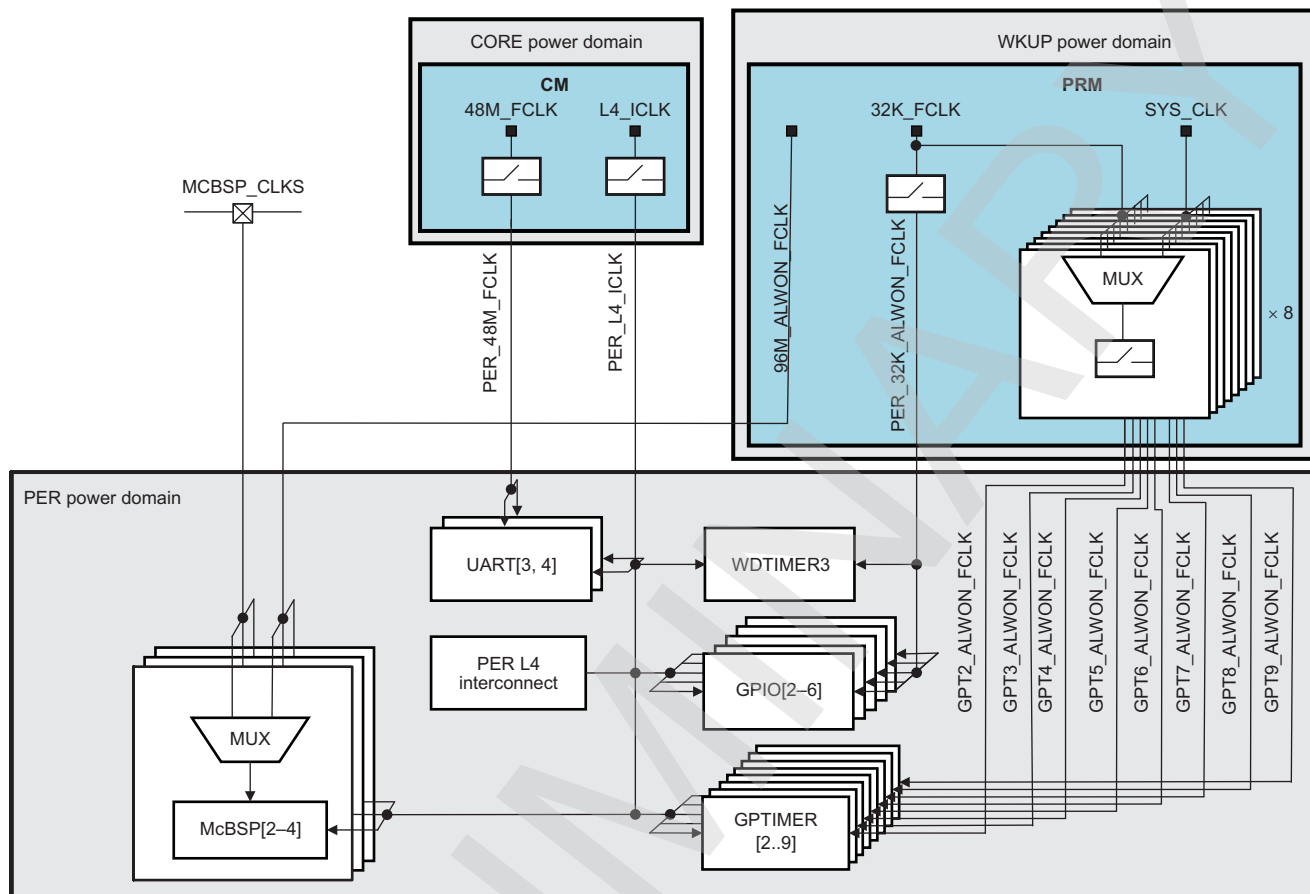 CORE power domain
WKUP power domain
CM
PRM
48M_FCLK
L4_ICLK
32K_FCLK
SYS_CLK
MCBSP_CLKS
MUX
× 8
PER_48M_FCLK
PER_L4_ICLK
96M_ALWON_FCLK
PER_32K_ALWON_FCLK
PER power domain
UART[3, 4]
WDTIMER3
PER L4
interconnect
GPIO[2–6]
GPT2_ALWON_FCLK
GPT3_ALWON_FCLK
GPT4_ALWON_FCLK
GPT5_ALWON_FCLK
GPT6_ALWON_FCLK
GPT7_ALWON_FCLK
GPT8_ALWON_FCLK
GPT9_ALWON_FCLK
MUX
McBSP[2–4]
GPTIMER
[2..9]
IMINARY